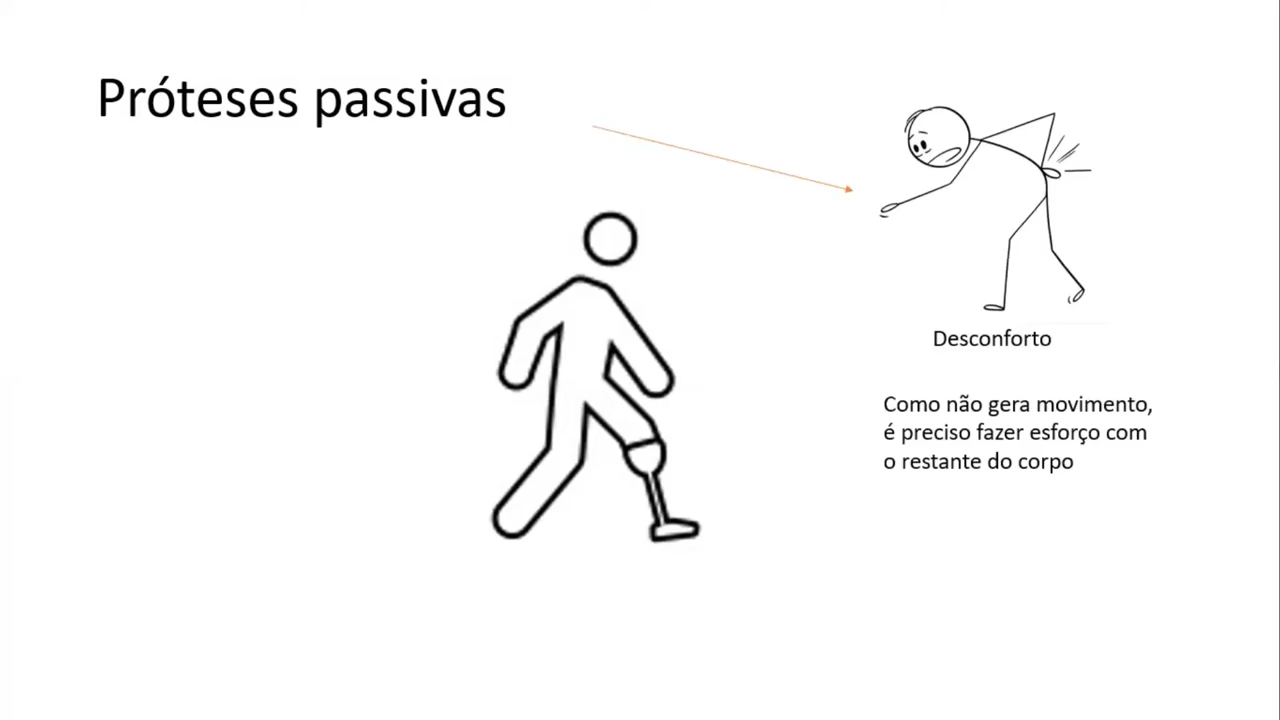 Próteses passivas
Desconforto
Como não gera movimento,
é preciso fazer esforço com
o restante do corpo